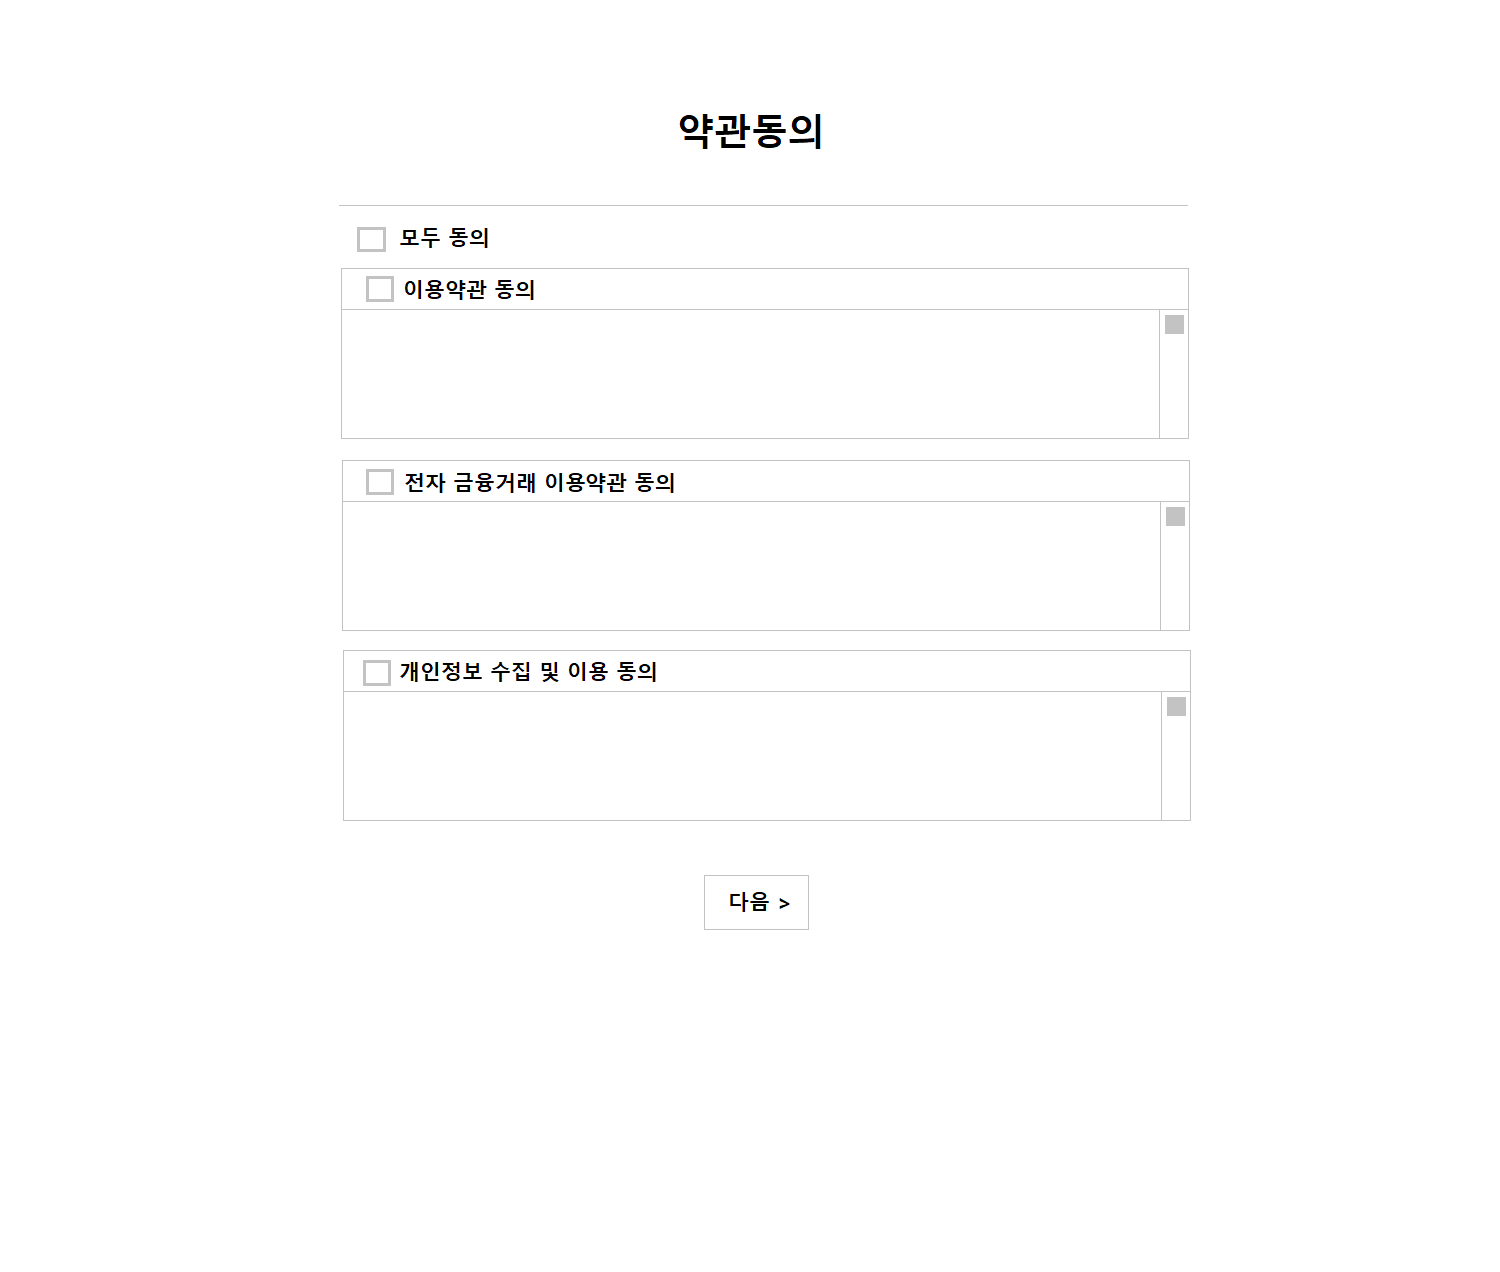 약관동의
모두 동의
이용약관 동의
전자 금융거래 이용약관 동의
개인정보 수집 및 이용 동의
다음 >